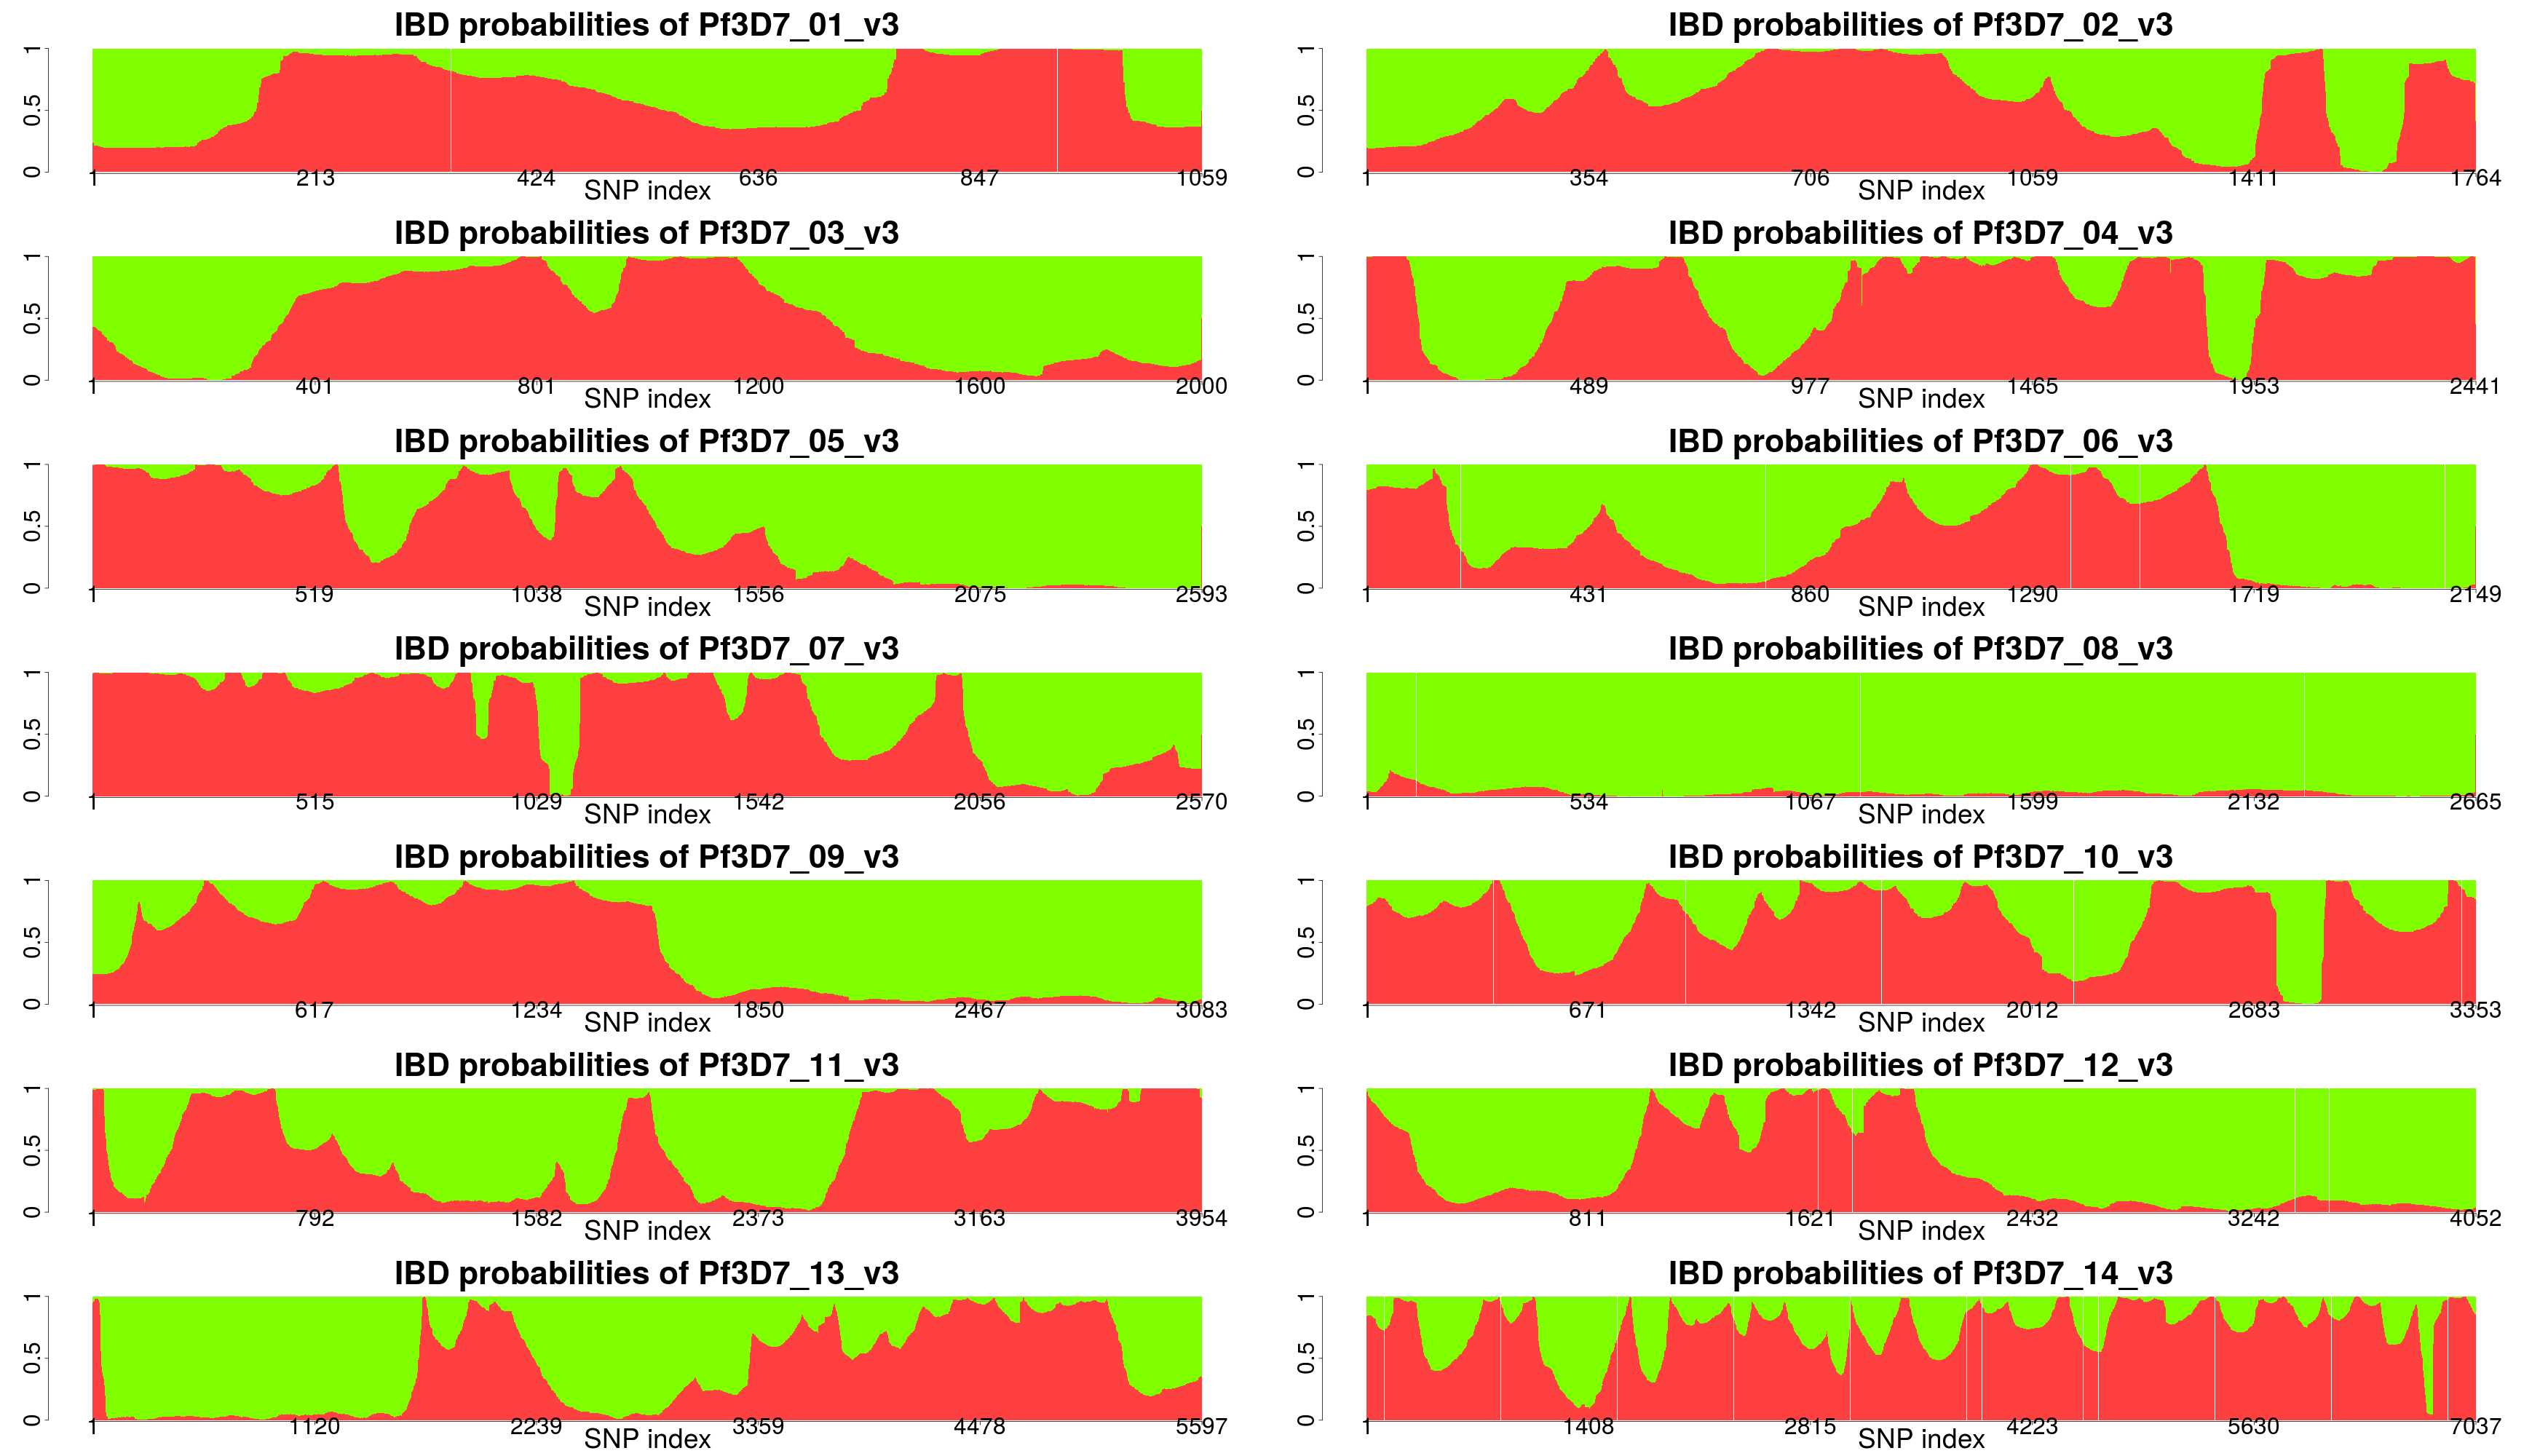 IBD probabilities of Pf3D7_01_v3
0 0.5 1
1 213 424 636 847 1059
SNP index
IBD probabilities of Pf3D7_02_v3
0 0.5 1
1 354 706 1059 1411 1764
SNP index
IBD probabilities of Pf3D7_03_v3
0 0.5 1
1 401 801 1200 1600 2000
SNP index
IBD probabilities of Pf3D7_04_v3
0 0.5 1
1 489 977 1465 1953 2441
SNP index
IBD probabilities of Pf3D7_05_v3
0 0.5 1
1 519 1038 1556 2075 2593
SNP index
IBD probabilities of Pf3D7_06_v3
0 0.5 1
1 431 860 1290 1719 2149
SNP index
IBD probabilities of Pf3D7_07_v3
0 0.5 1
1 515 1029 1542 2056 2570
SNP index
IBD probabilities of Pf3D7_08_v3
0 0.5 1
1 534 1067 1599 2132 2665
SNP index
IBD probabilities of Pf3D7_09_v3
0 0.5 1
1 617 1234 1850 2467 3083
SNP index
IBD probabilities of Pf3D7_10_v3
0 0.5 1
1 671 1342 2012 2683 3353
SNP index
IBD probabilities of Pf3D7_11_v3
0 0.5 1
1 792 1582 2373 3163 3954
SNP index
IBD probabilities of Pf3D7_12_v3
0 0.5 1
1 811 1621 2432 3242 4052
SNP index
IBD probabilities of Pf3D7_13_v3
0 0.5 1
1 1120 2239 3359 4478 5597
SNP index
IBD probabilities of Pf3D7_14_v3
0 0.5 1
1 1408 2815 4223 5630 7037
SNP index